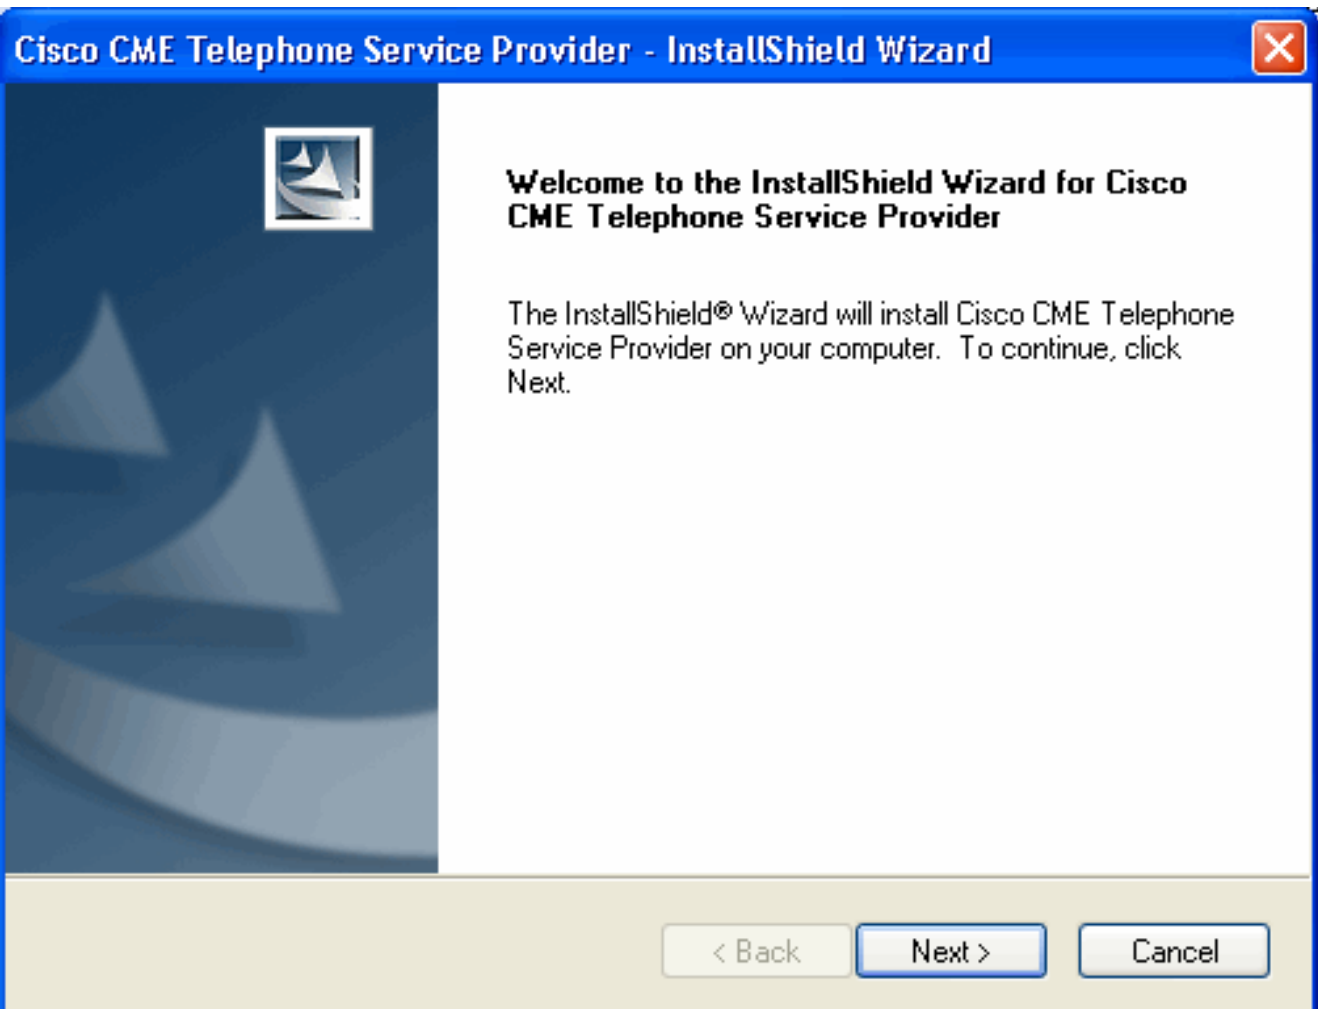 Cisco CME Telephone Service Provider - InstallShield Wizard
Welcome to the InstallShield Wizard for Cisco
CME Telephone Service Provider
The InstallShield® Wizard will install Cisco CME Telephone
Service Provider on your computer.  To continue, click
Next.
< Back
Next >
Cancel